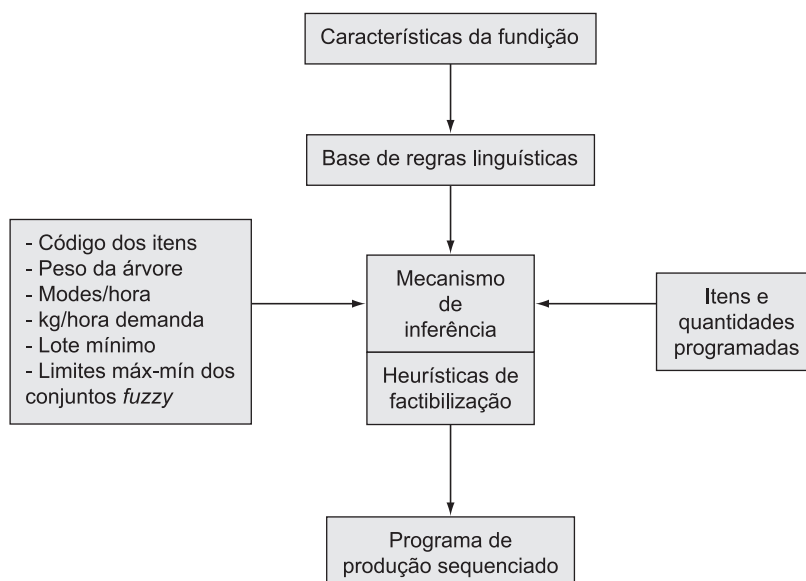 Características da fundição
Base de regras linguísticas
- Código dos itens
- Peso da árvore
- Modes/hora
- kg/hora demanda
- Lote mínimo
- Limites máx-mín dos
conjuntos fuzzy
Mecanismo
de
inferência
Heurísticas de
factibilização
Itens e
quantidades
programadas
Programa de
produção sequenciado